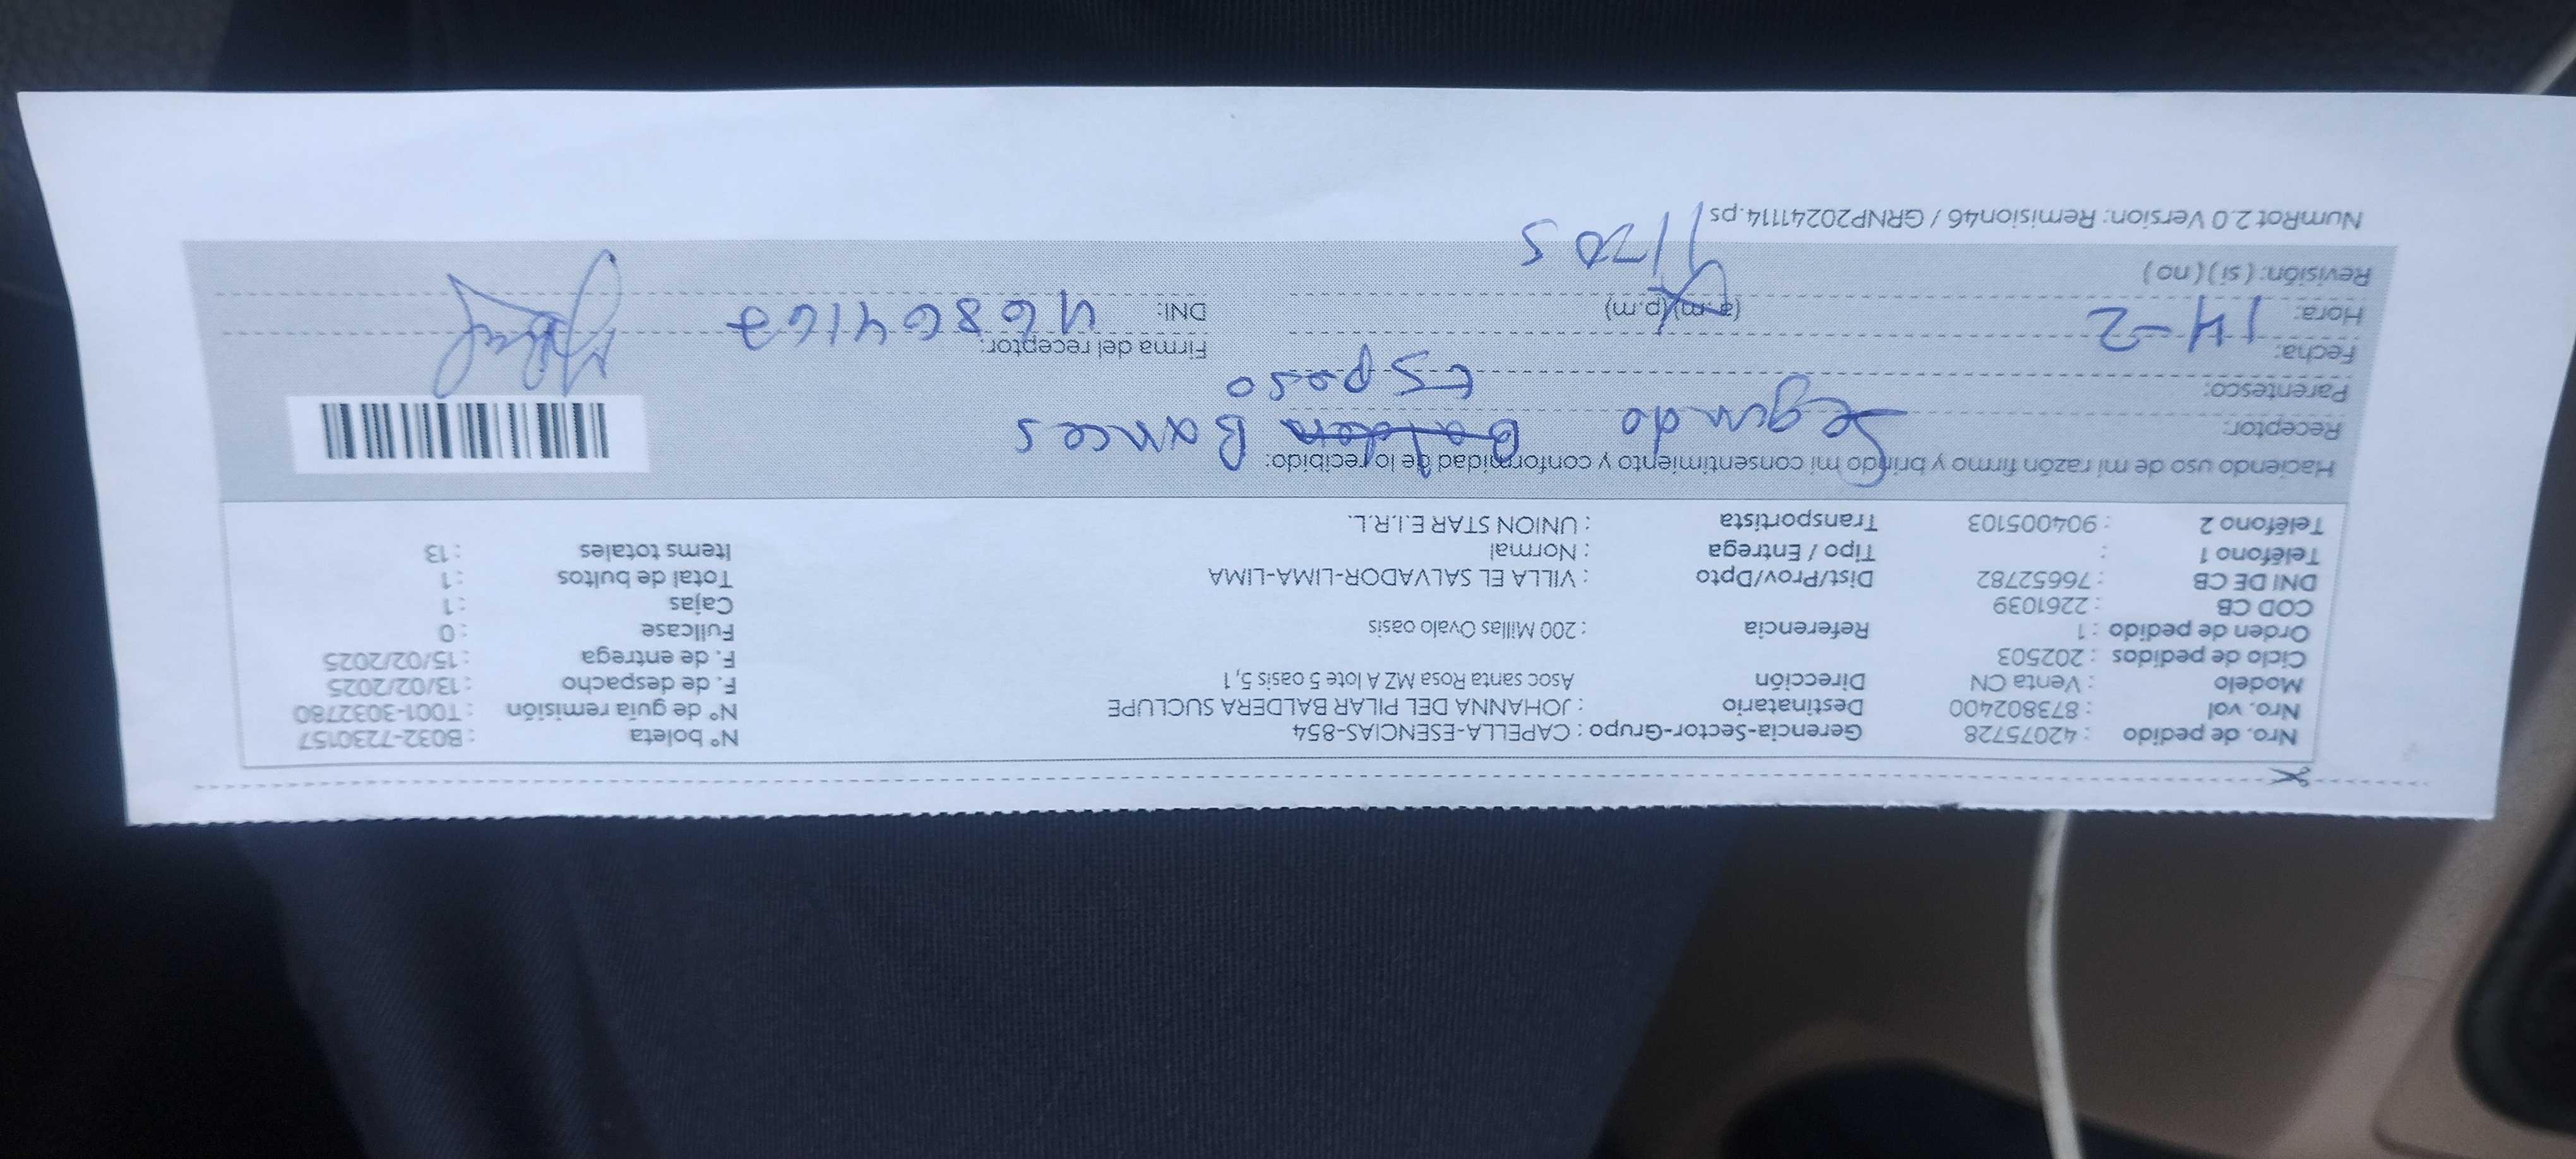 Nro. de pedido : 42075728 Gerencia-Sector-Grupo : CAPELLA-ESENCIAS-854 N° boleta : B032-7230157
Nro. vol : 873802400 Destinatario : JOHANNA DEL PILAR BALDERA SUCLUPE N° de guía remisión : T001-3032780
Modelo : Venta CN Dirección Asoc santa Rosa MZ A lote 5 oasis 5,1 F. de despacho : 13/02/2025
Ciclo de pedidos : 202503 F. de entrega : 15/02/2025
Orden de pedido : 1 Referencia : 200 Millas Ovalo oasis Fullcase : 0
COD CB : 2261039 Cajas : 1
DNI DE CB : 76652782 Dist/Prov/Dpto : VILLA EL SALVADOR-LIMA-LIMA Total de bultos : 1
Teléfono 1 : Tipo / Entrega : Normal Items totales : 13
Teléfono 2 : 904005103 Transportista : UNION STAR E.I.R.L.
Haciendo uso de mi razón firmo y brindo mi consentimiento y conformidad de lo recibido:
Receptor: Segundo Bances
Parentesco: Esposo
Fecha: 14-2 Firma del receptor:
Hora: (a.m)(p.m) DNI: 46864167
Revisión: ( si ) ( no )
NumRot 2.0 Version: Remision46 / GRNP20241114.ps